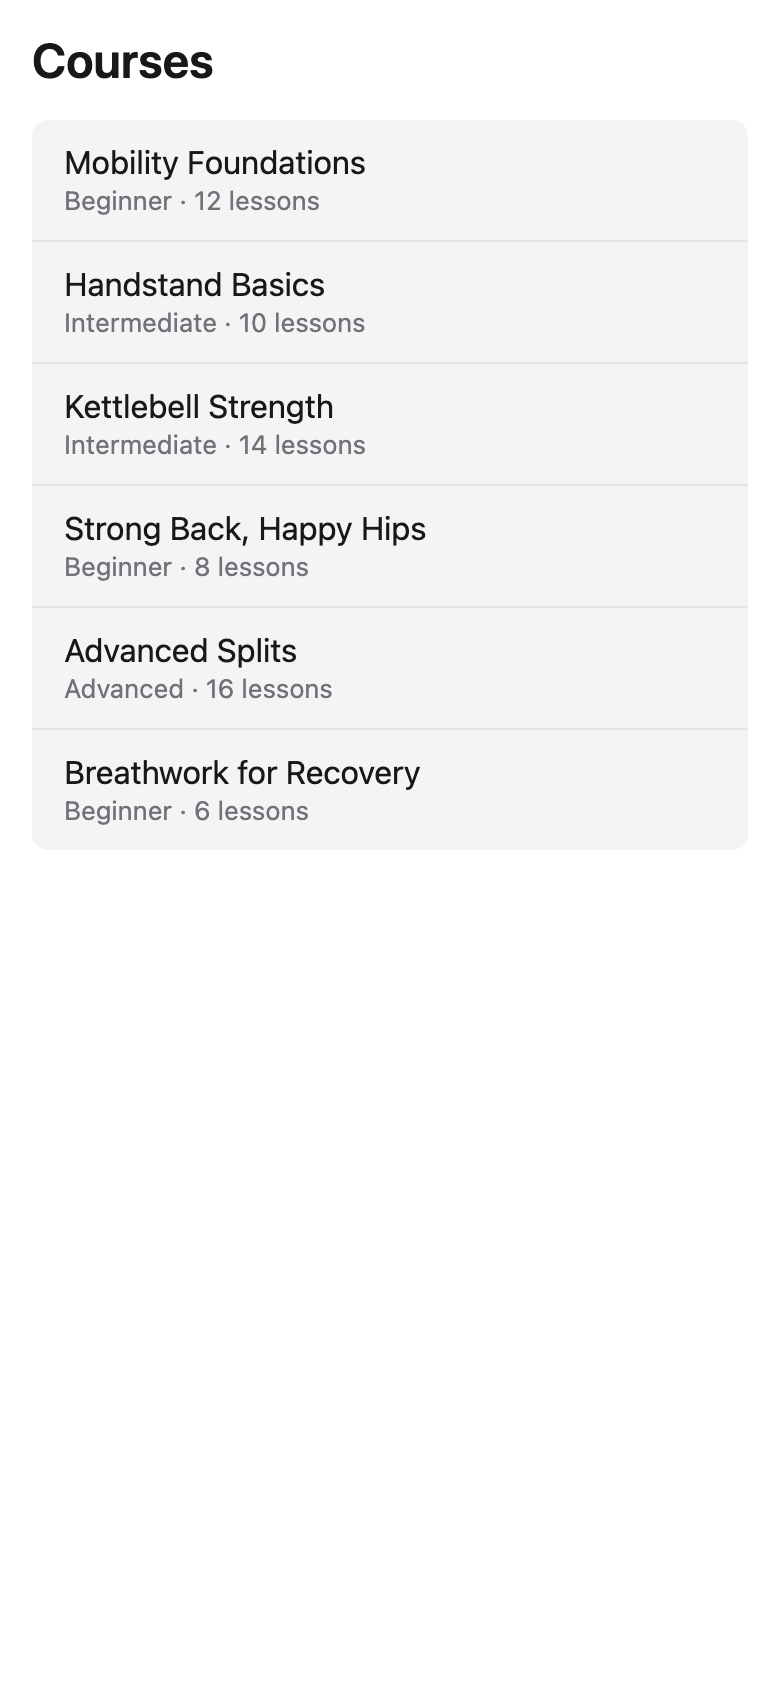 Courses
Mobility Foundations
Beginner · 12 lessons
Handstand Basics
Intermediate · 10 lessons
Kettlebell Strength
Intermediate · 14 lessons
Strong Back, Happy Hips
Beginner · 8 lessons
Advanced Splits
Advanced · 16 lessons
Breathwork for Recovery
Beginner · 6 lessons